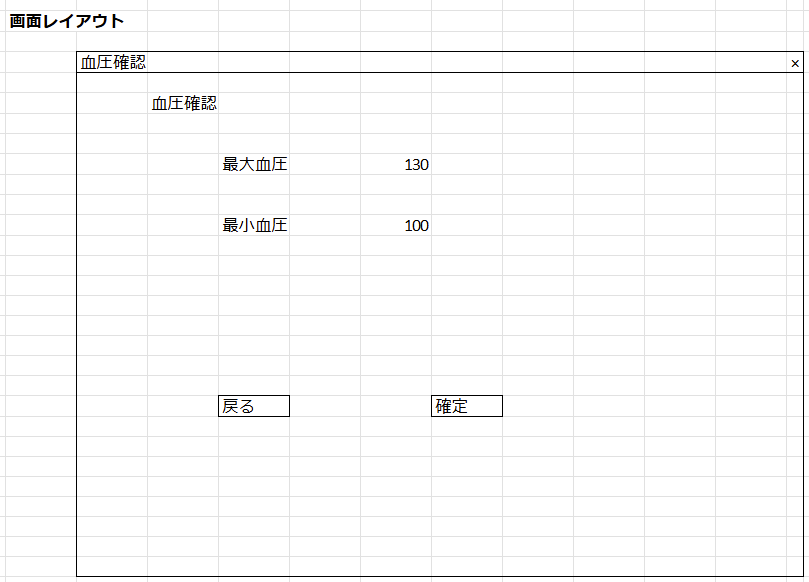 画面レイアウト
血圧確認 ×
血圧確認
最大血圧 130
最小血圧 100
戻る 確定